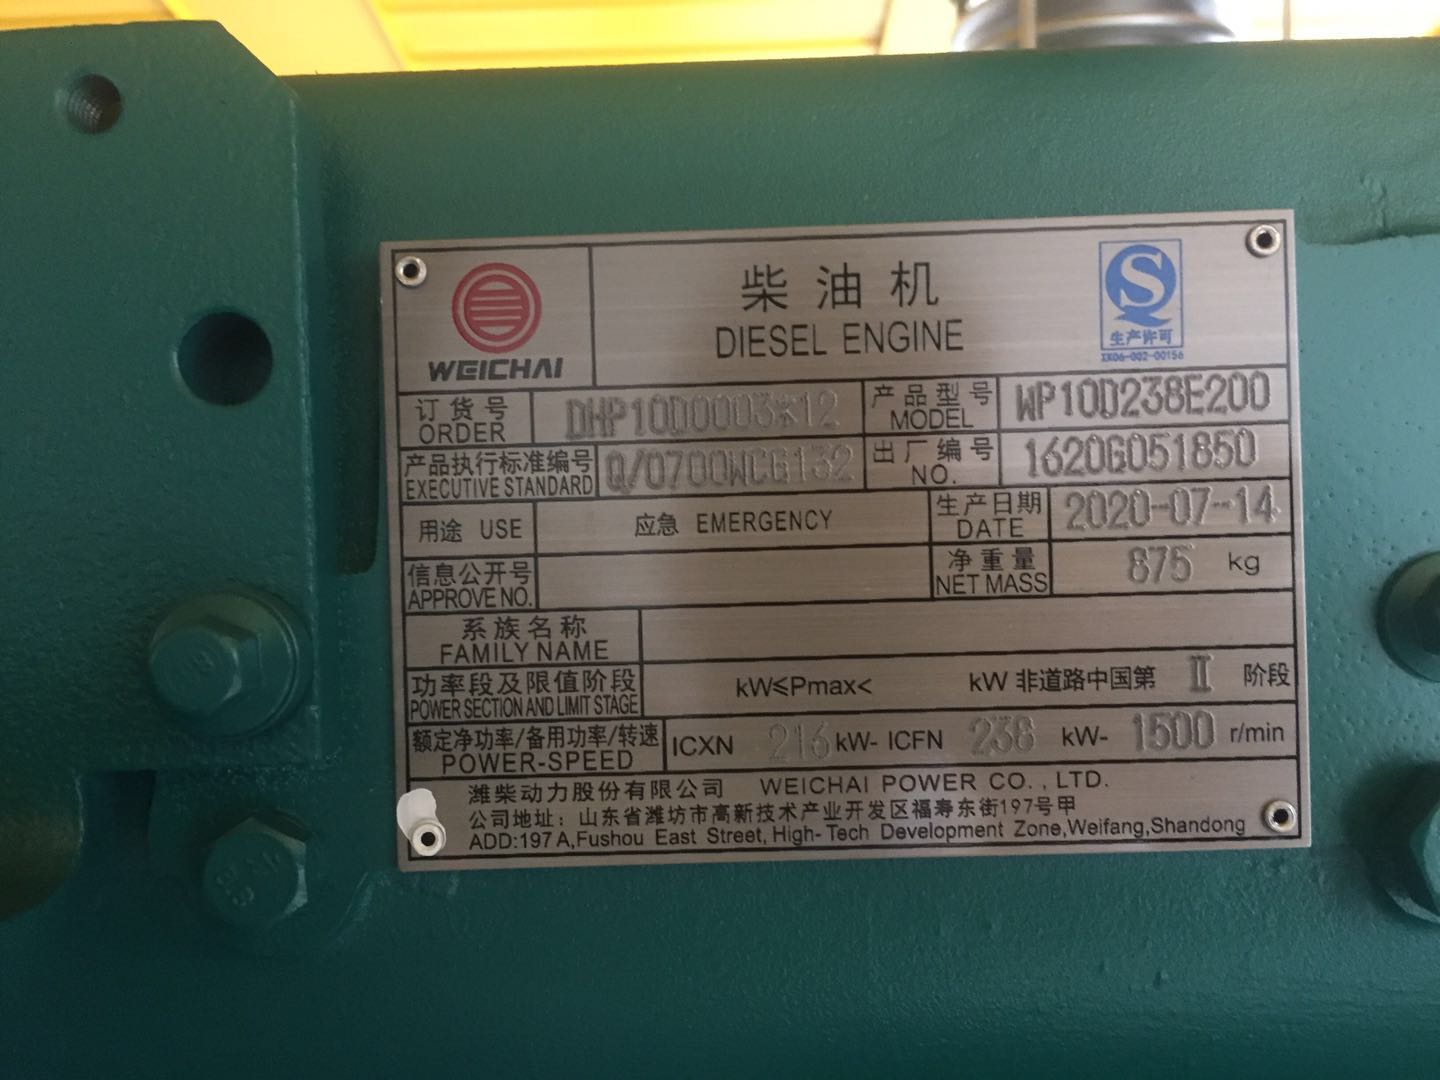 WEICHAI
柴油机
DIESEL ENGINE
S
生产许可
XK06-002-00156
订货号 ORDER DHP10D0003*12 产品型号 MODEL WP10D238E200
产品执行标准编号 EXECUTIVE STANDARD Q/0700WCG132 出厂编号 NO. 1620G051850
用途 USE 应急 EMERGENCY 生产日期 DATE 2020-07-14
信息公开号 APPROVE NO. 净重量 NET MASS 875 kg
系族名称 FAMILY NAME
功率段及限值阶段 POWER SECTION AND LIMIT STAGE kW≤Pmax< kW 非道路中国第 II 阶段
额定净功率/备用功率/转速 POWER-SPEED ICXN 216 kW- ICFN 238 kW- 1500 r/min
潍柴动力股份有限公司 WEICHAI POWER CO., LTD.
公司地址：山东省潍坊市高新技术产业开发区福寿东街197号甲
ADD:197A,Fushou East Street, High-Tech Development Zone,Weifang,Shandong